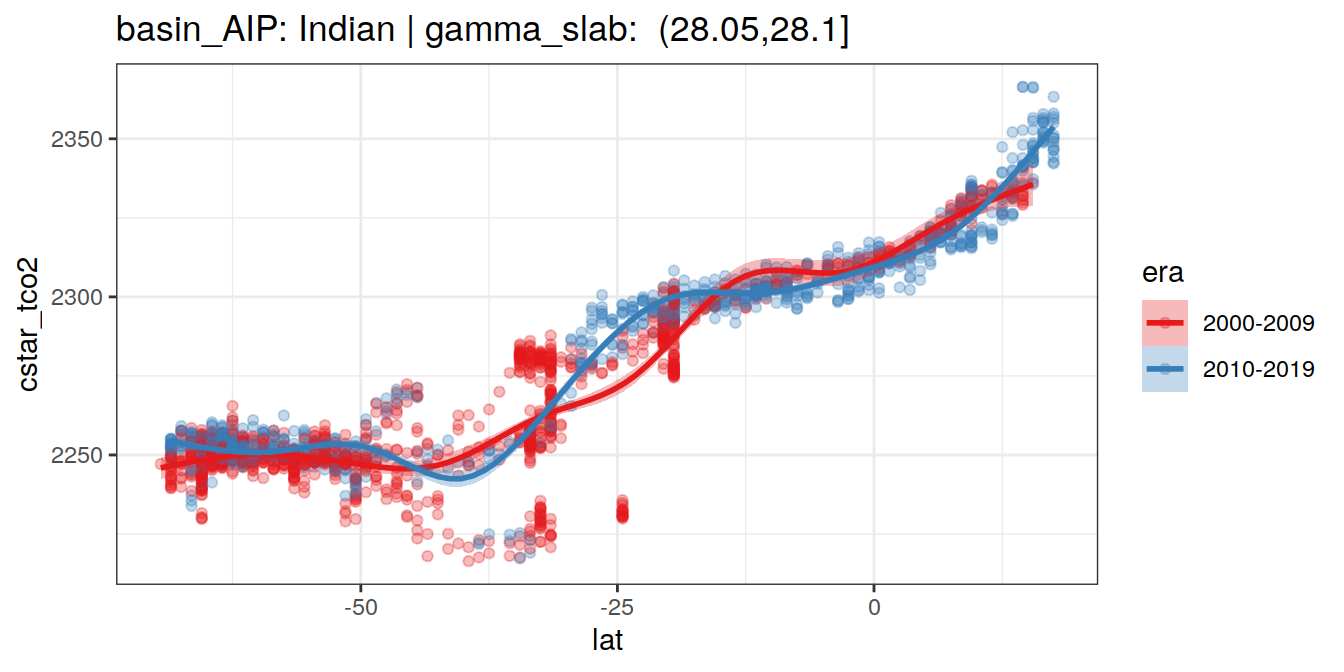 basin_AIP: Indian | gamma_slab:  (28.05,28.1]
2350
2300
2250
cstar_tco2
-50
-25
0
lat
era
2000-2009
2010-2019